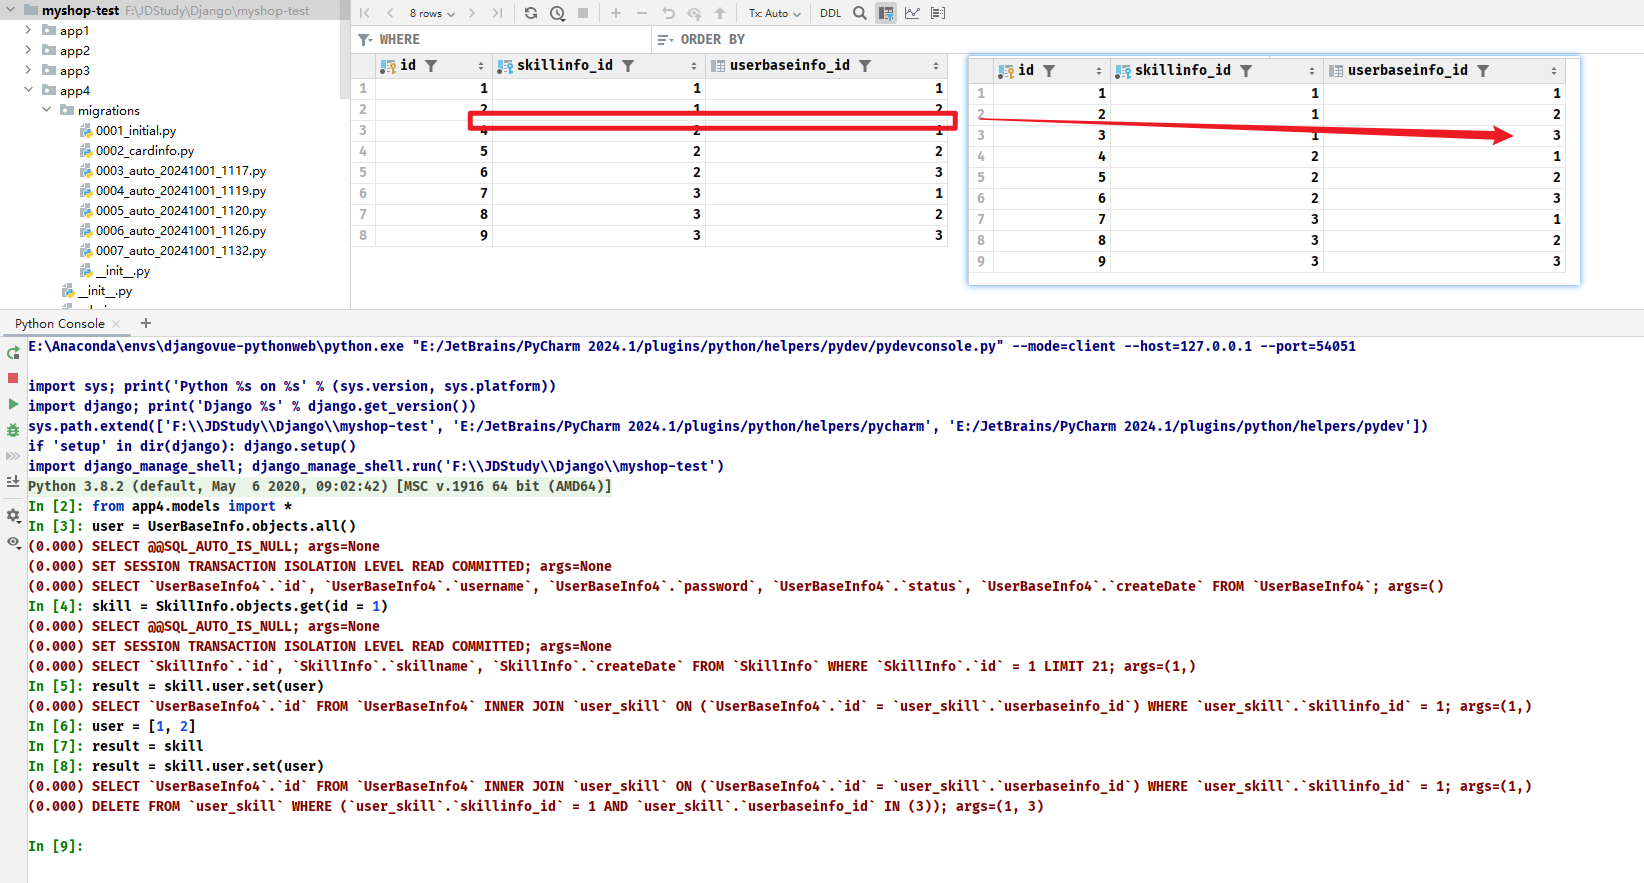 myshop-test F:\JDStudy\Django\myshop-test
app1
app2
app3
app4
migrations
0001_initial.py
0002_cardinfo.py
0003_auto_20241001_1117.py
0004_auto_20241001_1119.py
0005_auto_20241001_1120.py
0006_auto_20241001_1126.py
0007_auto_20241001_1132.py
__init__.py
__init__.py
8 rows Tx: Auto DDL
WHERE ORDER BY
id skillinfo_id userbaseinfo_id
1 1 1 1
2 2 1 2
3 4 2 1
4 5 2 2
5 6 2 3
6 7 3 1
7 8 3 2
8 9 3 3
id skillinfo_id userbaseinfo_id
1 1 1 1
2 2 1 2
3 3 1 3
4 4 2 1
5 5 2 2
6 6 2 3
7 7 3 1
8 8 3 2
9 9 3 3
Python Console
E:\Anaconda\envs\djangovue-pythonweb\python.exe "E:/JetBrains/PyCharm 2024.1/plugins/python/helpers/pydev/pydevconsole.py" --mode=client --host=127.0.0.1 --port=54051
import sys; print('Python %s on %s' % (sys.version, sys.platform))
import django; print('Django %s' % django.get_version())
sys.path.extend(['F:\\JDStudy\\Django\\myshop-test', 'E:/JetBrains/PyCharm 2024.1/plugins/python/helpers/pycharm', 'E:/JetBrains/PyCharm 2024.1/plugins/python/helpers/pydev'])
if 'setup' in dir(django): django.setup()
import django_manage_shell; django_manage_shell.run('F:\\JDStudy\\Django\\myshop-test')
Python 3.8.2 (default, May  6 2020, 09:02:42) [MSC v.1916 64 bit (AMD64)]
In [2]: from app4.models import *
In [3]: user = UserBaseInfo.objects.all()
(0.000) SELECT @@SQL_AUTO_IS_NULL; args=None
(0.000) SET SESSION TRANSACTION ISOLATION LEVEL READ COMMITTED; args=None
(0.000) SELECT `UserBaseInfo4`.`id`, `UserBaseInfo4`.`username`, `UserBaseInfo4`.`password`, `UserBaseInfo4`.`status`, `UserBaseInfo4`.`createDate` FROM `UserBaseInfo4`; args=()
In [4]: skill = SkillInfo.objects.get(id = 1)
(0.000) SELECT @@SQL_AUTO_IS_NULL; args=None
(0.000) SET SESSION TRANSACTION ISOLATION LEVEL READ COMMITTED; args=None
(0.000) SELECT `SkillInfo`.`id`, `SkillInfo`.`skillname`, `SkillInfo`.`createDate` FROM `SkillInfo` WHERE `SkillInfo`.`id` = 1 LIMIT 21; args=(1,)
In [5]: result = skill.user.set(user)
(0.000) SELECT `UserBaseInfo4`.`id` FROM `UserBaseInfo4` INNER JOIN `user_skill` ON (`UserBaseInfo4`.`id` = `user_skill`.`userbaseinfo_id`) WHERE `user_skill`.`skillinfo_id` = 1; args=(1,)
In [6]: user = [1, 2]
In [7]: result = skill
In [8]: result = skill.user.set(user)
(0.000) SELECT `UserBaseInfo4`.`id` FROM `UserBaseInfo4` INNER JOIN `user_skill` ON (`UserBaseInfo4`.`id` = `user_skill`.`userbaseinfo_id`) WHERE `user_skill`.`skillinfo_id` = 1; args=(1,)
(0.000) DELETE FROM `user_skill` WHERE (`user_skill`.`skillinfo_id` = 1 AND `user_skill`.`userbaseinfo_id` IN (3)); args=(1, 3)
In [9]: